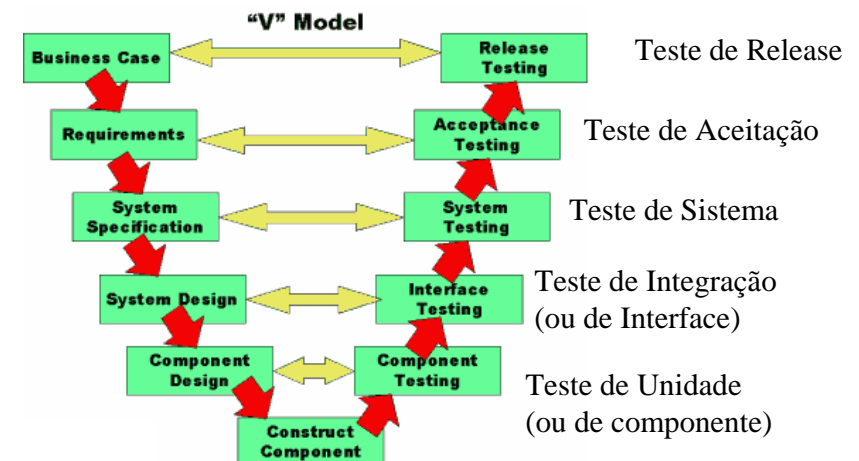 “V” Model
Business Case
Release
Testing
Teste de Release
Requirements
Acceptance
Testing
Teste de Aceitação
System
Specification
System
Testing
Teste de Sistema
System Design
Interface
Testing
Teste de Integração
(ou de Interface)
Component
Design
Component
Testing
Teste de Unidade
(ou de componente)
Construct
Component